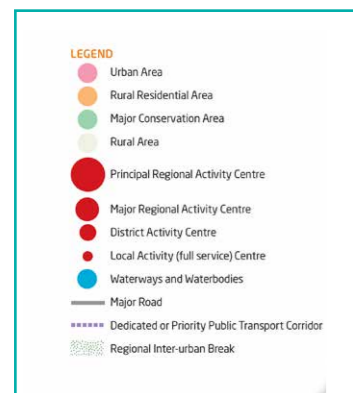 LEGEND
Urban Area
Rural Residential Area
Major Conservation Area
Rural Area
Principal Regional Activity Centre
Major Regional Activity Centre
District Activity Centre
Local Activity (full service) Centre
Waterways and Waterbodies
Major Road
Dedicated or Priority Public Transport Corridor
Regional Inter-urban Break